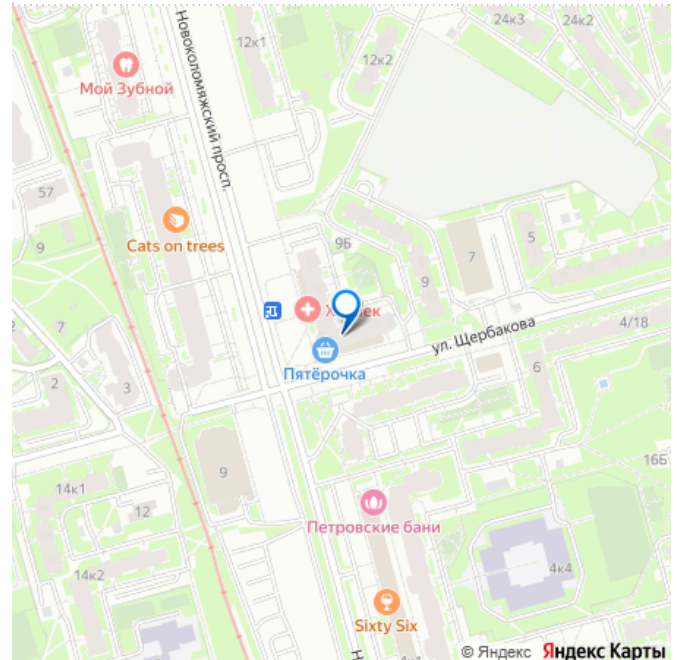 24к3
24к2
12к1
12к2
Мой Зубной
Новоколомяжский просп.
57
9
Cats on trees
9Б
5
7
9
7
ул. Щербакова
4/18
Пятёрочка
2
3
6
9
16Б
14к1
12
Петровские бани
14к2
4к4
Sixty Six
© Яндекс Яндекс Карты